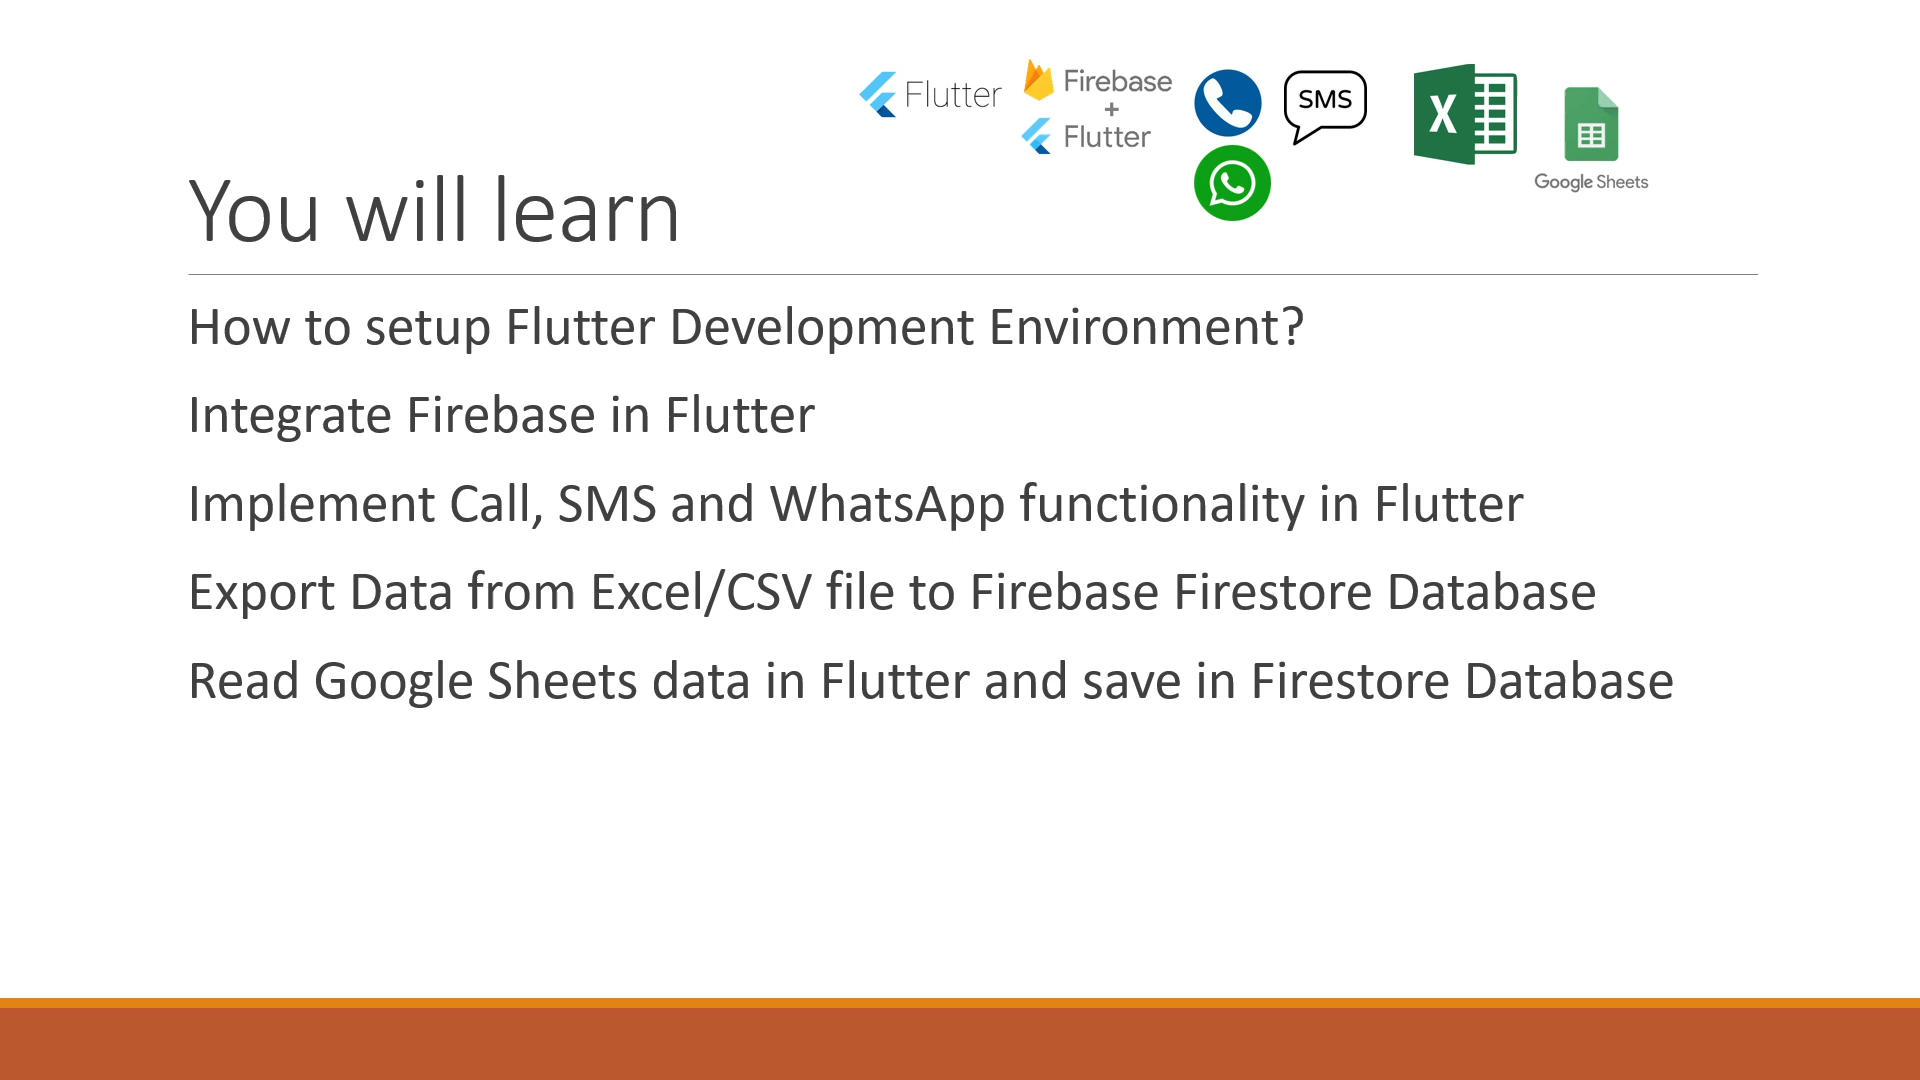 Flutter
Firebase
+
Flutter
SMS
X
Google Sheets
You will learn
How to setup Flutter Development Environment?
Integrate Firebase in Flutter
Implement Call, SMS and WhatsApp functionality in Flutter
Export Data from Excel/CSV file to Firebase Firestore Database
Read Google Sheets data in Flutter and save in Firestore Database